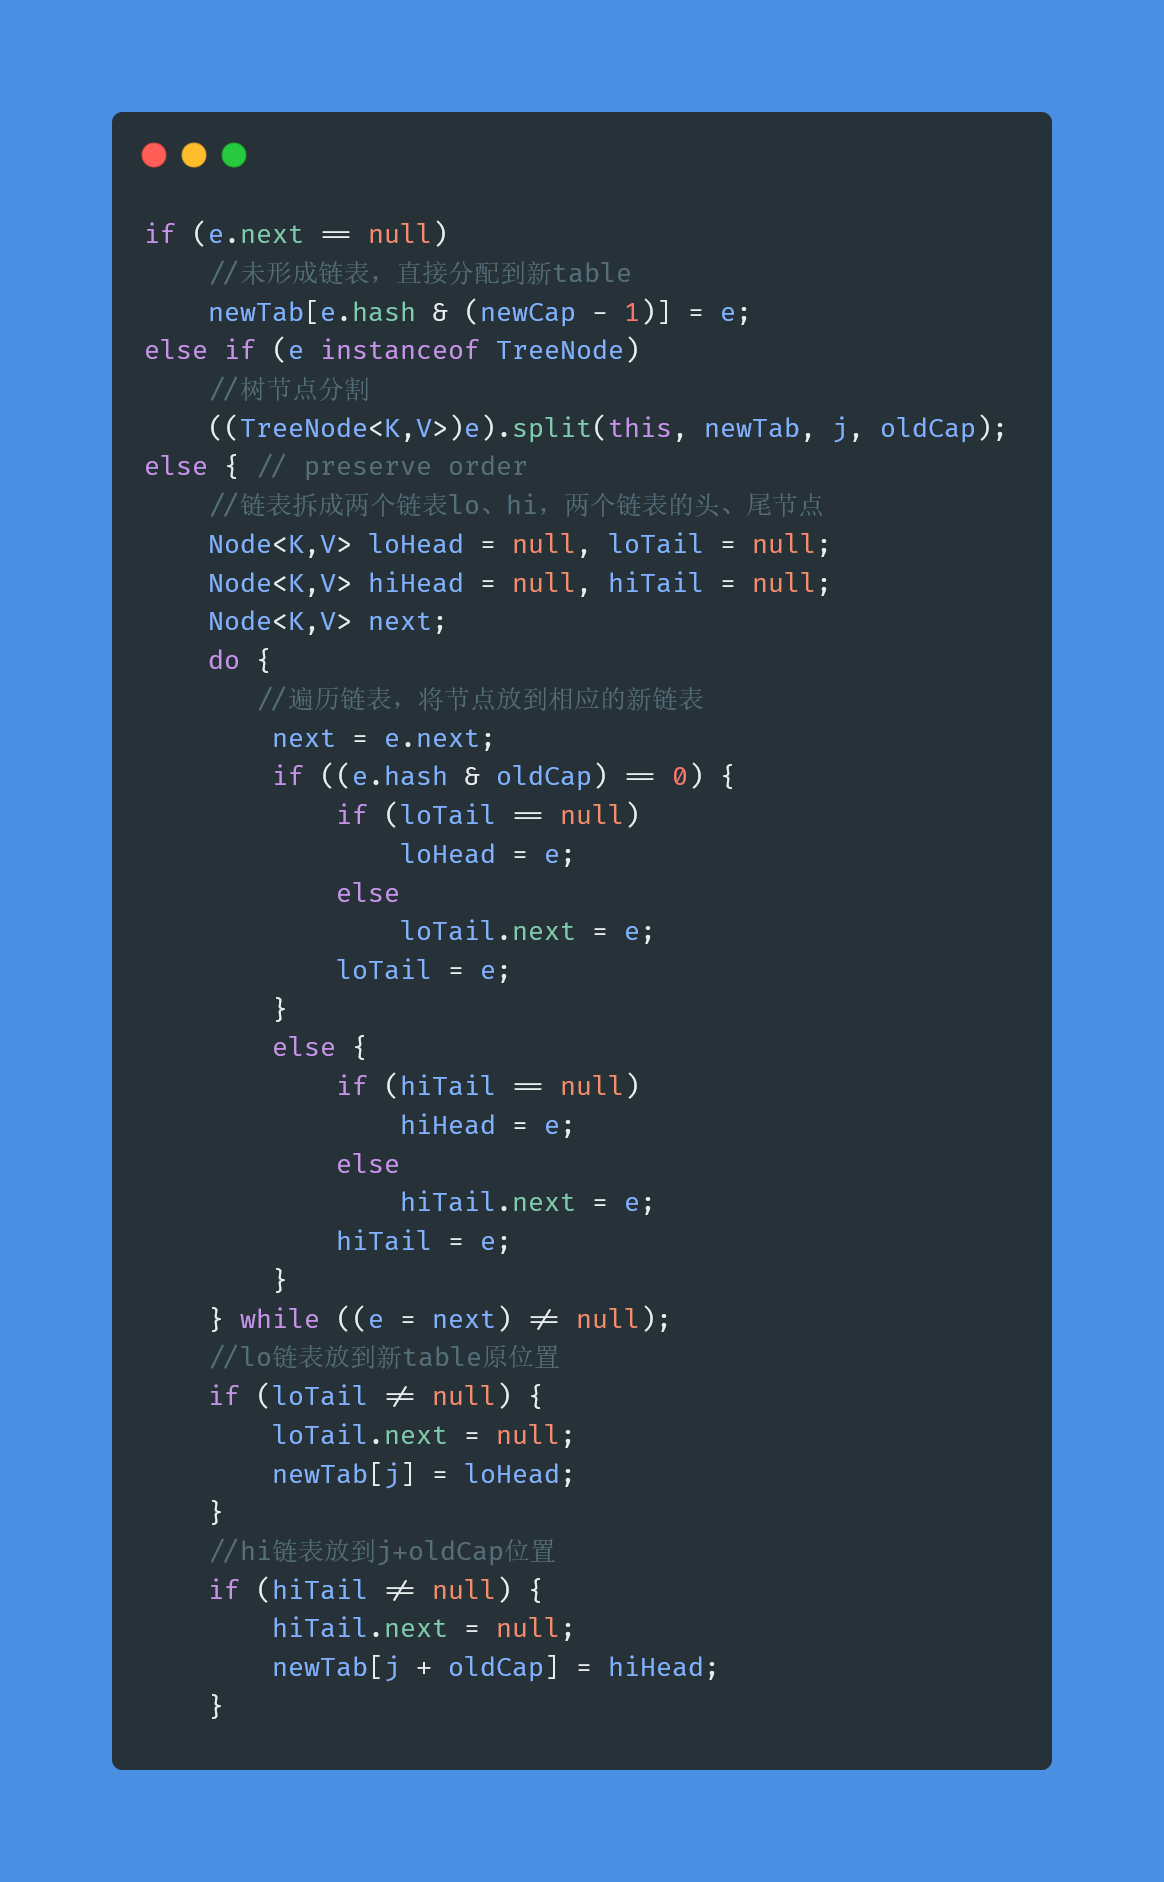 if (e.next == null)
    //未形成链表，直接分配到新table
    newTab[e.hash & (newCap - 1)] = e;
else if (e instanceof TreeNode)
    //树节点分割
    ((TreeNode<K,V>)e).split(this, newTab, j, oldCap);
else { // preserve order
    //链表拆成两个链表lo、hi，两个链表的头、尾节点
    Node<K,V> loHead = null, loTail = null;
    Node<K,V> hiHead = null, hiTail = null;
    Node<K,V> next;
    do {
       //遍历链表，将节点放到相应的新链表
        next = e.next;
        if ((e.hash & oldCap) == 0) {
            if (loTail == null)
                loHead = e;
            else
                loTail.next = e;
            loTail = e;
        }
        else {
            if (hiTail == null)
                hiHead = e;
            else
                hiTail.next = e;
            hiTail = e;
        }
    } while ((e = next) != null);
    //lo链表放到新table原位置
    if (loTail != null) {
        loTail.next = null;
        newTab[j] = loHead;
    }
    //hi链表放到j+oldCap位置
    if (hiTail != null) {
        hiTail.next = null;
        newTab[j + oldCap] = hiHead;
    }